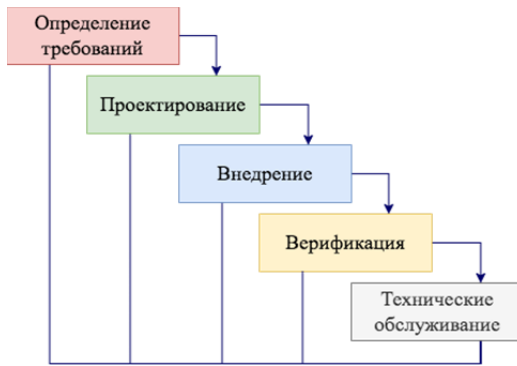 Определение
требований
Проектирование
Внедрение
Верификация
Технические
обслуживание